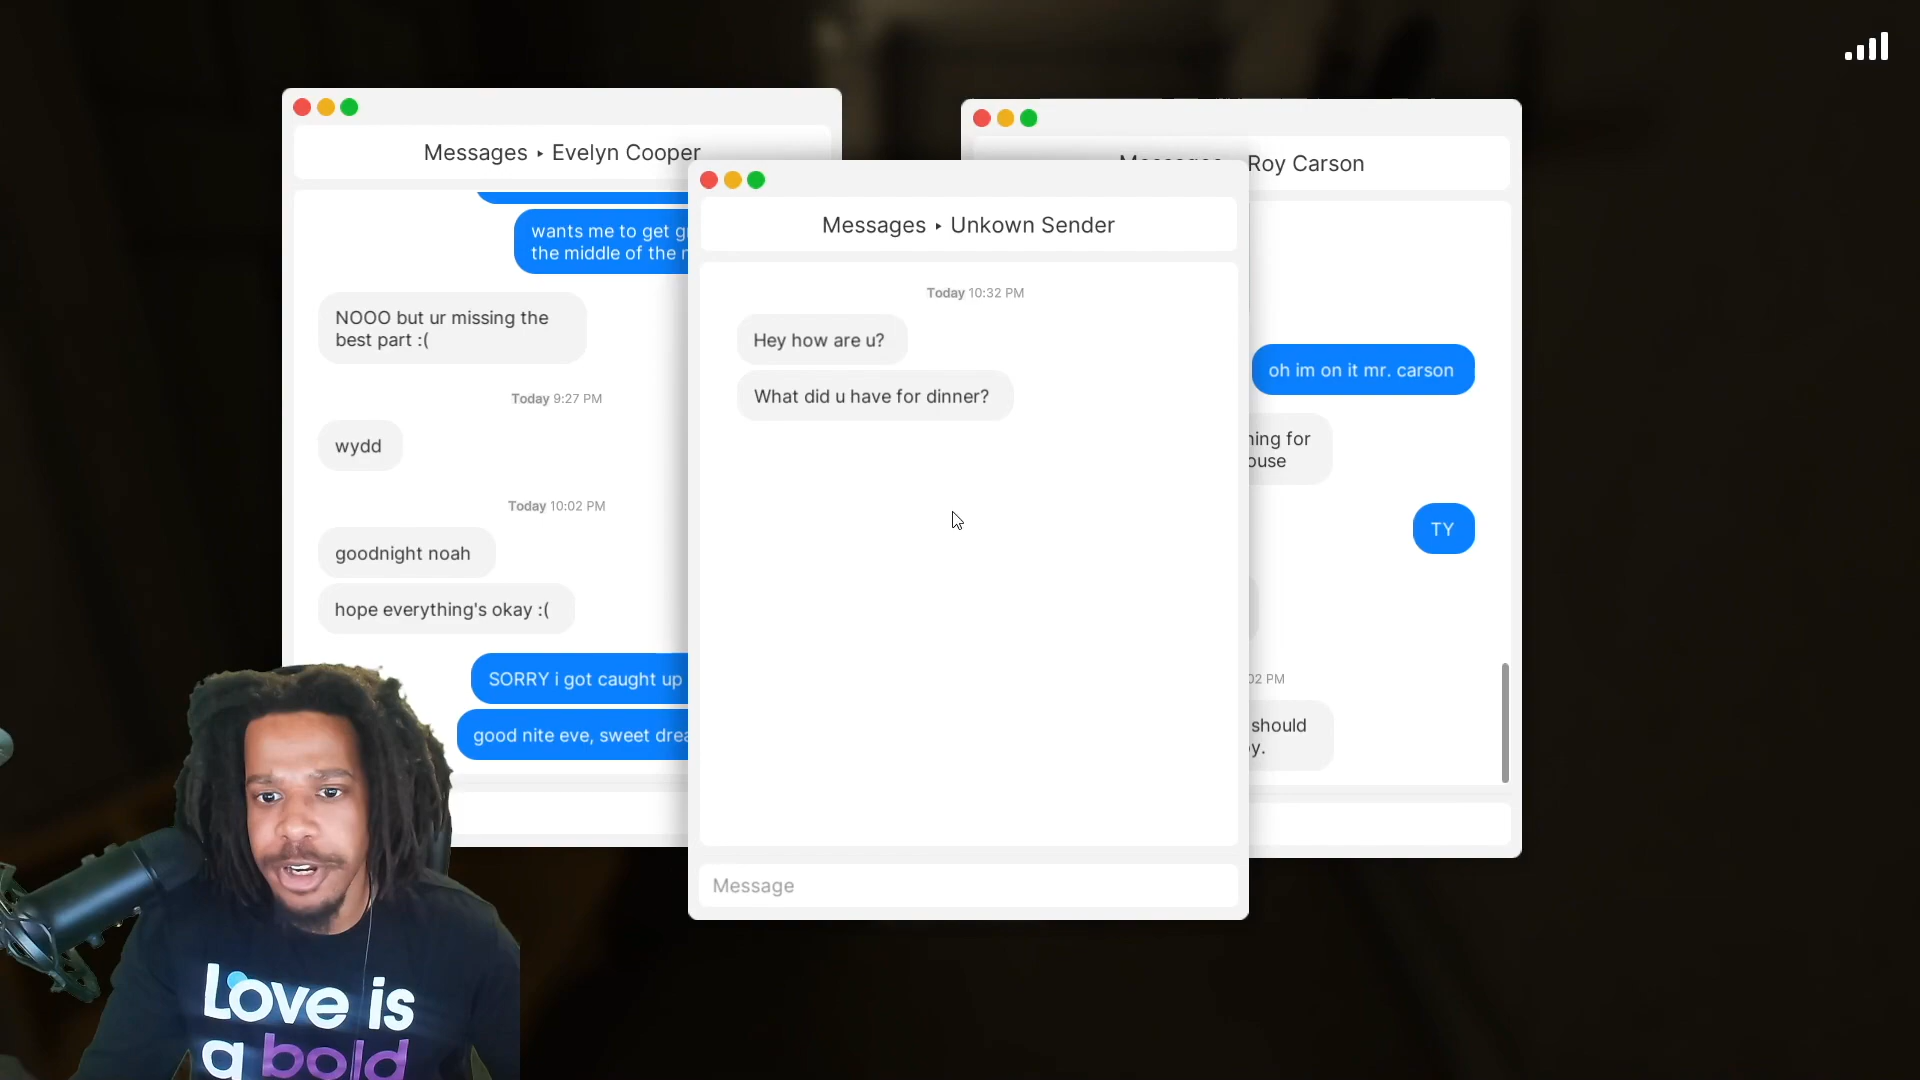 Messages ▸ Evelyn Cooper
wants me to get
the middle of the
NOOO but ur missing the
best part :(
Today 9:27 PM
wydd
Today 10:02 PM
goodnight noah
hope everything's okay :(
SORRY i got caught up
good nite eve, sweet
Messages ▸ Unkown Sender
Today 10:32 PM
Hey how are u?
What did u have for dinner?
Message
Roy Carson
oh im on it mr. carson
for
TY
PM
should
Love is
a bold